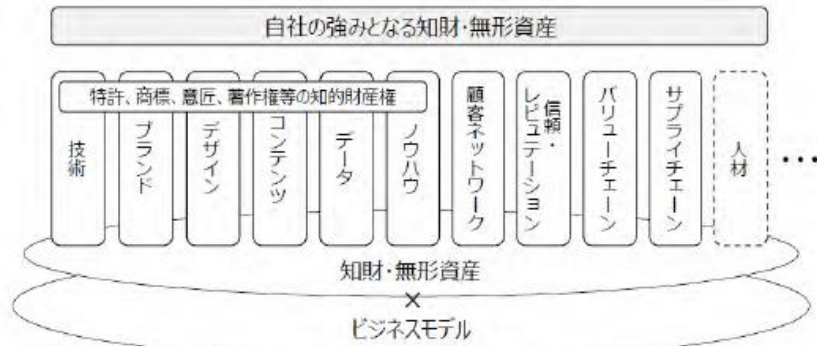 自社の強みとなる知財・無形資産
特許、商標、意匠、著作権等の知的財産権
技術
ブランド
デザイン
コンテンツ
データ
ノウハウ
顧客ネットワーク
信頼・
レピュテーション
バリューチェーン
サプライチェーン
人材
•••
知財・無形資産
×
ビジネスモデル